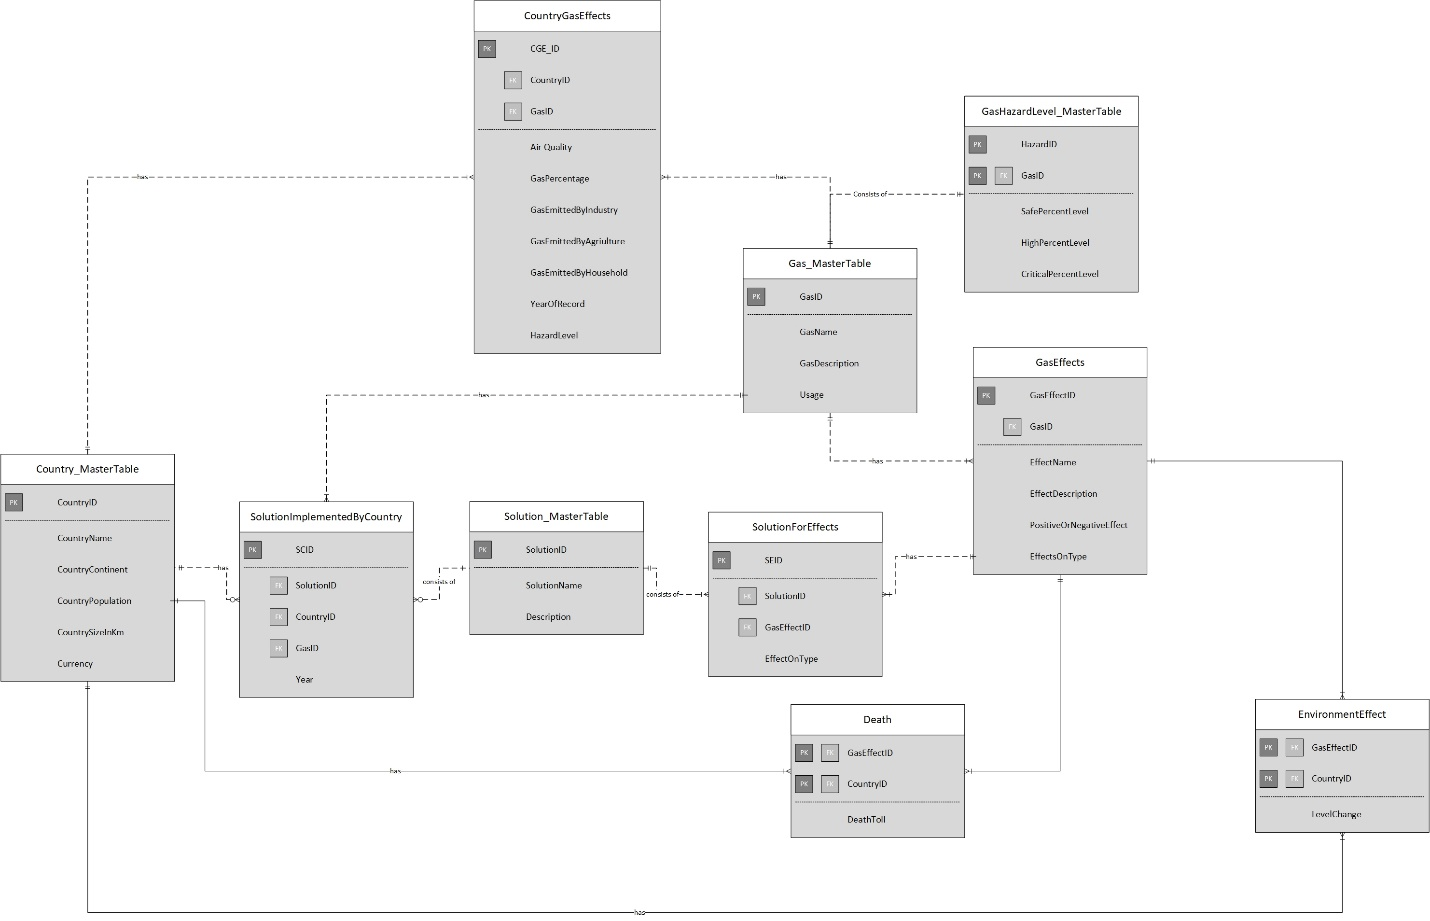 CountryGasEffects
PK CGE_ID
FK CountryID
FK GasID
Air Quality
GasPercentage
GasEmittedByIndustry
GasEmittedByAgriulture
GasEmittedByHousehold
YearOfRecord
HazardLevel
GasHazardLevel_MasterTable
PK HazardID
PK FK GasID
SafePercentLevel
HighPercentLevel
CriticalPercentLevel
has
has
Consists of
Gas_MasterTable
PK GasID
GasName
GasDescription
Usage
has
has
GasEffects
PK GasEffectID
FK GasID
EffectName
EffectDescription
PositiveOrNegativeEffect
EffectsOnType
Country_MasterTable
PK CountryID
CountryName
CountryContinent
CountryPopulation
CountrySizeInKm
Currency
has
SolutionImplementedByCountry
PK SCID
FK SolutionID
FK CountryID
FK GasID
Year
consists of
Solution_MasterTable
PK SolutionID
SolutionName
Description
consists of
SolutionForEffects
PK SEID
FK SolutionID
FK GasEffectID
EffectOnType
has
Death
PK FK GasEffectID
PK FK CountryID
DeathToll
has
EnvironmentEffect
PK FK GasEffectID
PK FK CountryID
LevelChange
has